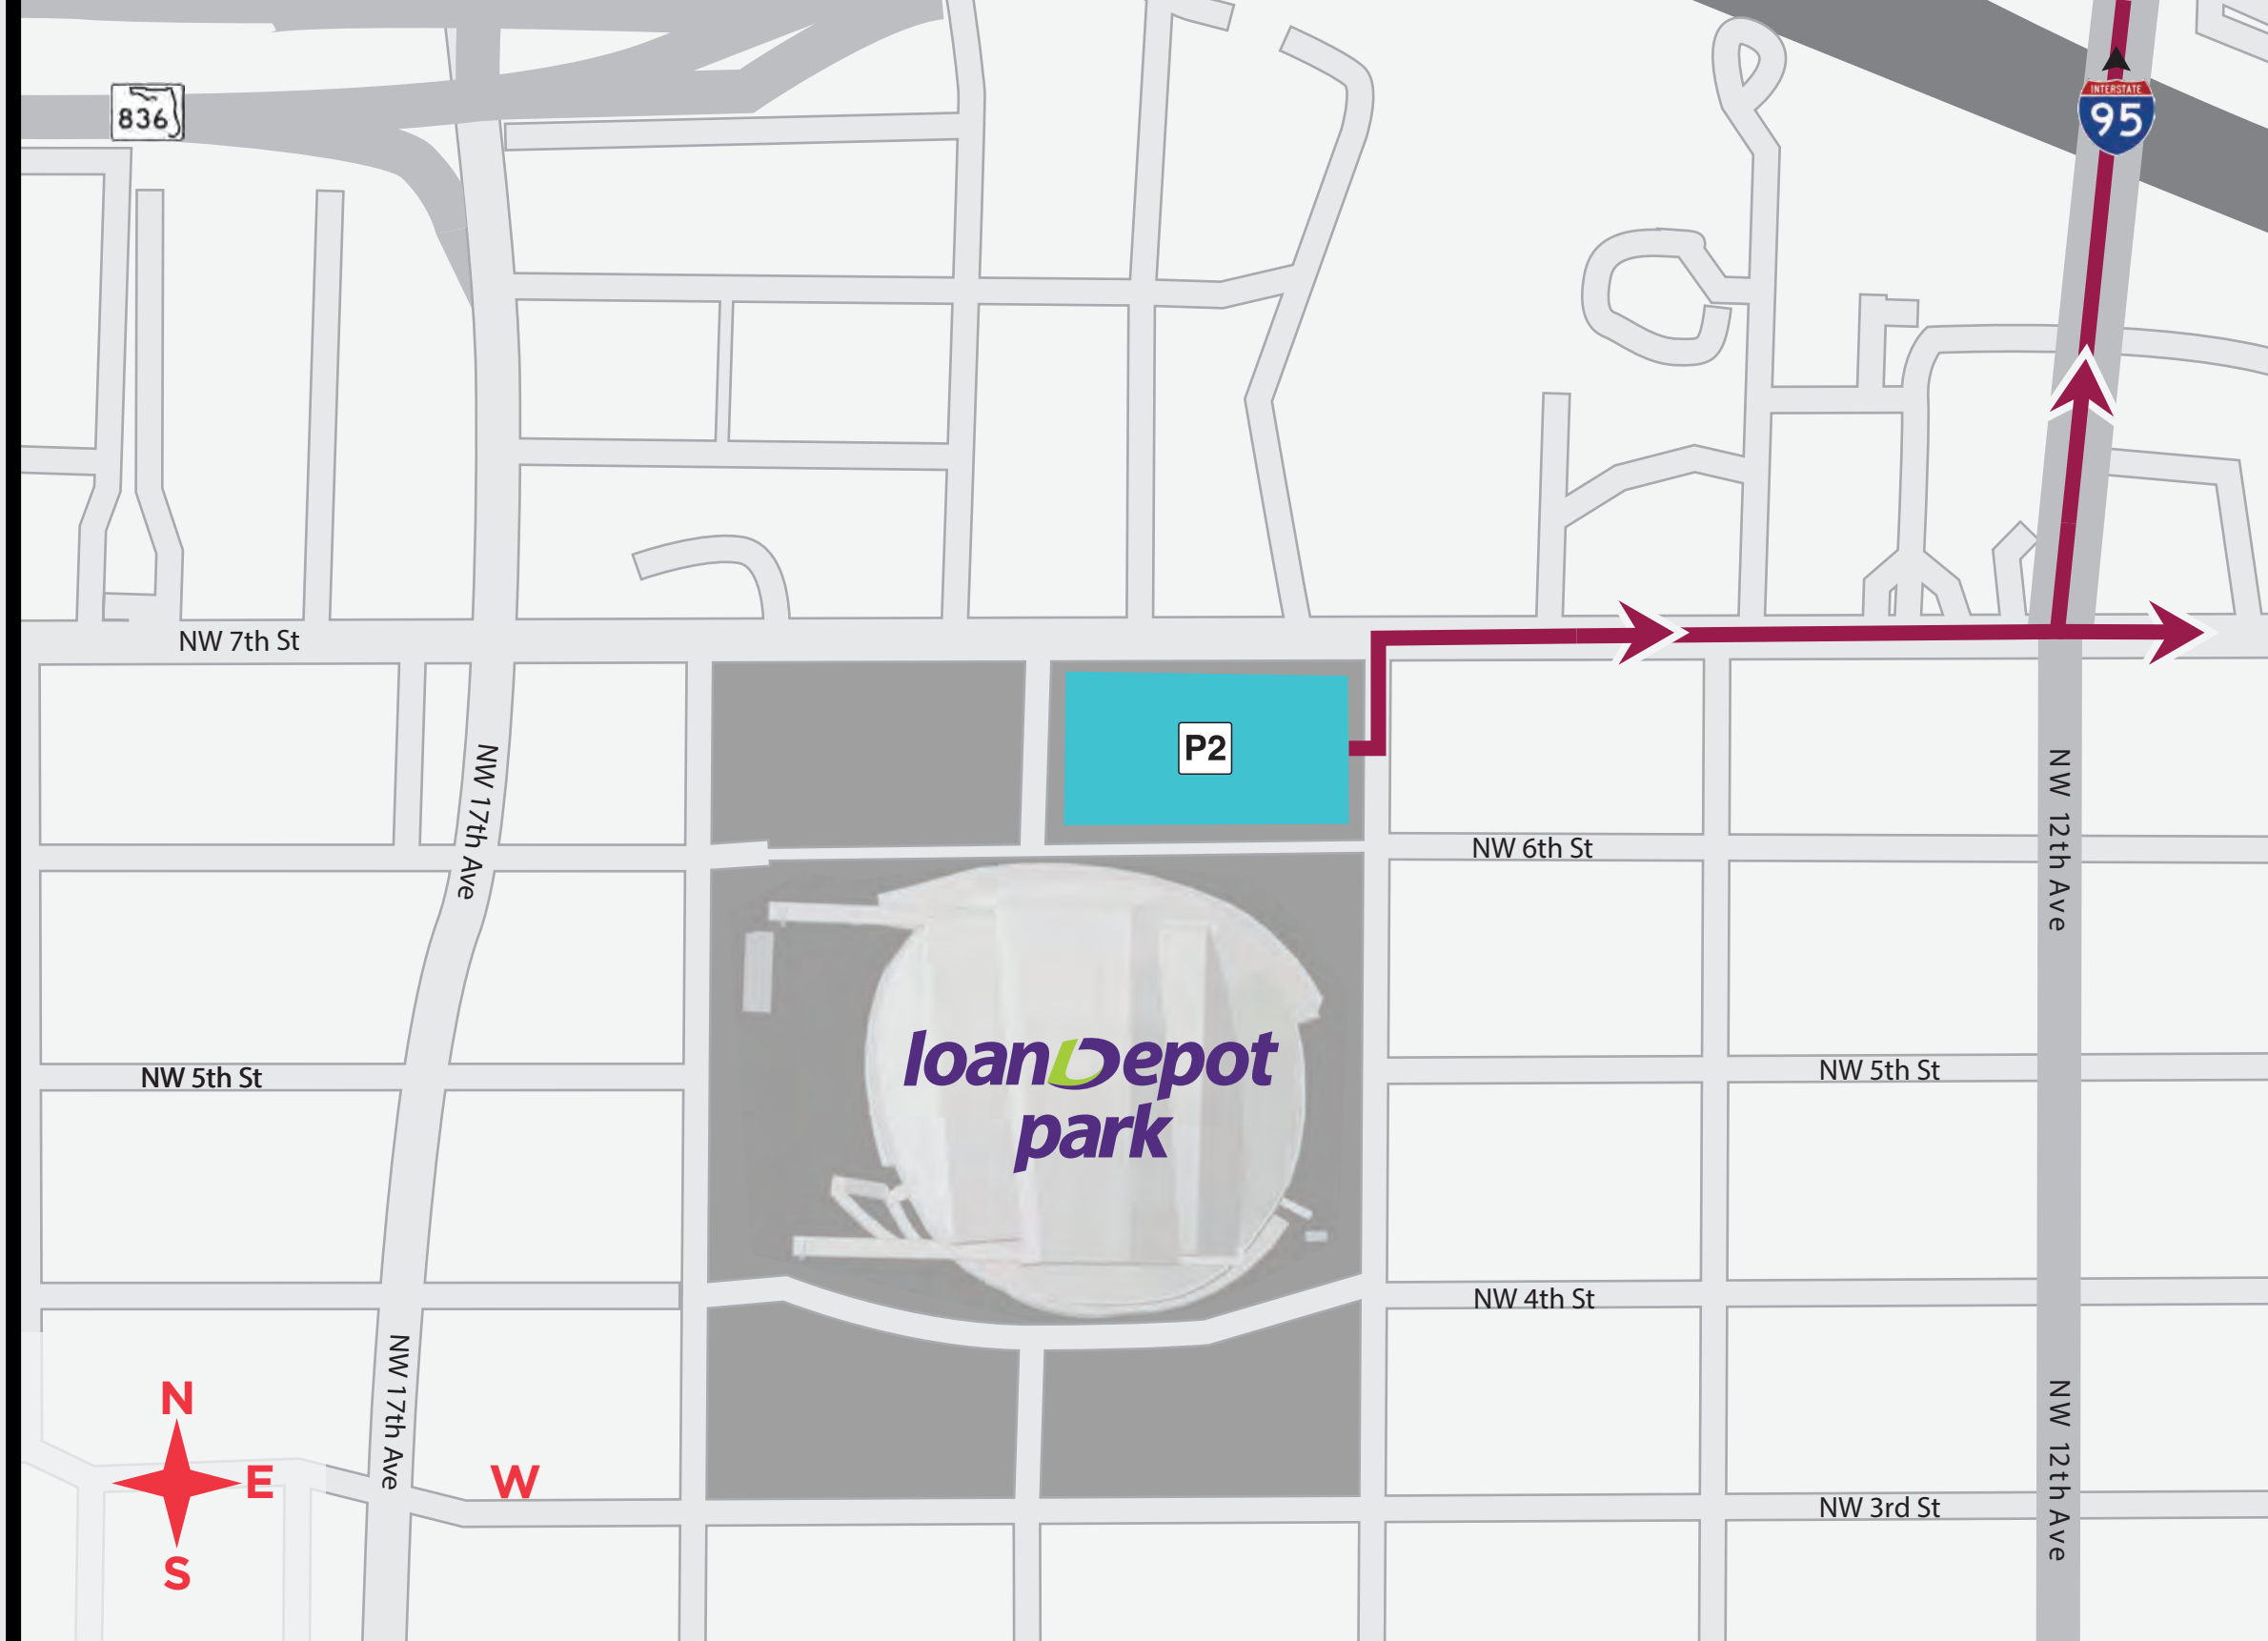 836
INTERSTATE
95
NW 7th St
P2
NW 17th Ave
NW 12th Ave
NW 6th St
loanDepot
park
NW 5th St
NW 5th St
NW 4th St
NW 17th Ave
NW 12th Ave
N
E
W
S
NW 3rd St